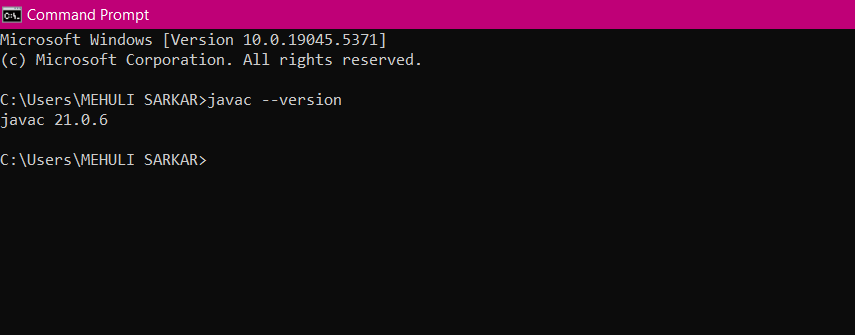 Command Prompt
Microsoft Windows [Version 10.0.19045.5371]
(c) Microsoft Corporation. All rights reserved.
C:\Users\MEHULI SARKAR>javac --version
javac 21.0.6
C:\Users\MEHULI SARKAR>